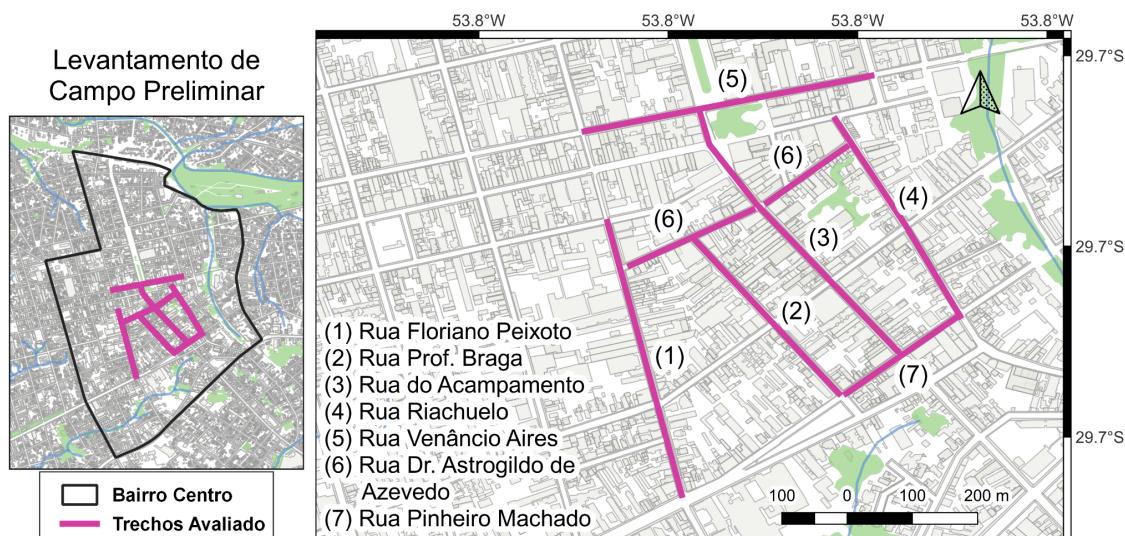 Levantamento de
Campo Preliminar
Bairro Centro
Trechos Avaliado
53.8°W 53.8°W 53.8°W 53.8°W
29.7°S
29.7°S
29.7°S
(5)
(6)
(4)
(6)
(3)
(2)
(1)
(7)
(1) Rua Floriano Peixoto
(2) Rua Prof. Braga
(3) Rua do Acampamento
(4) Rua Riachuelo
(5) Rua Venâncio Aires
(6) Rua Dr. Astrogildo de
Azevedo
(7) Rua Pinheiro Machado
100 0 100 200 m